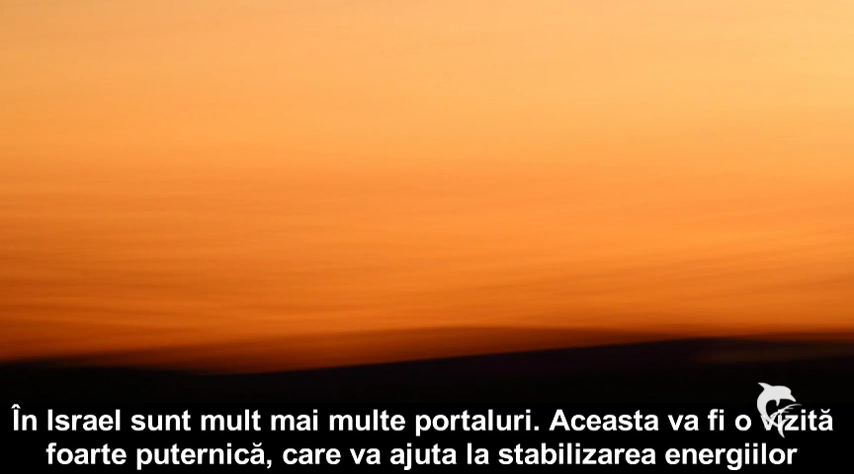 În Israel sunt mult mai multe portaluri. Aceasta va fi o vizită
foarte puternică, care va ajuta la stabilizarea energiilor